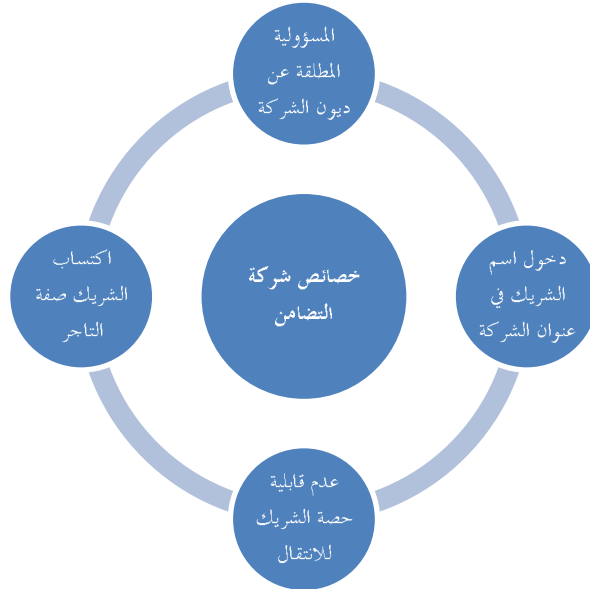 المسؤولية
المطلقة عن
ديون الشركة
دخول اسم
الشريك في
عنوان الشركة
خصائص شركة
التضامن
اكتساب
الشريك صفة
التاجر
عدم قابلية
حصة الشريك
للانتقال